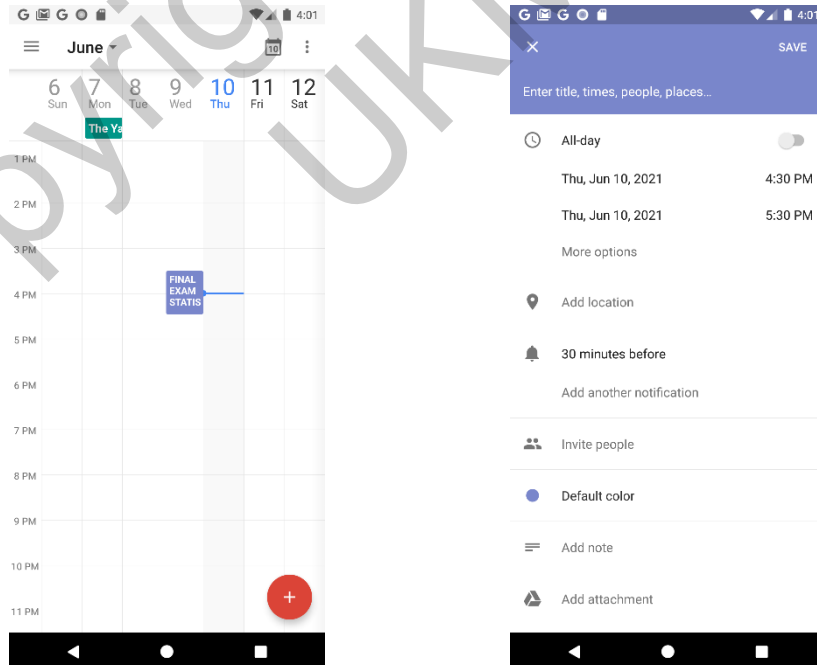 4:01
June
10
6 7 8 9 10 11 12
Sun Mon Tue Wed Thu Fri Sat
The Ya
1 PM
2 PM
3 PM
FINAL
EXAM
STATIS
4 PM
5 PM
6 PM
7 PM
8 PM
9 PM
10 PM
11 PM
4:01
SAVE
Enter title, times, people, places...
All-day
Thu, Jun 10, 2021 4:30 PM
Thu, Jun 10, 2021 5:30 PM
More options
Add location
30 minutes before
Add another notification
Invite people
Default color
Add note
Add attachment